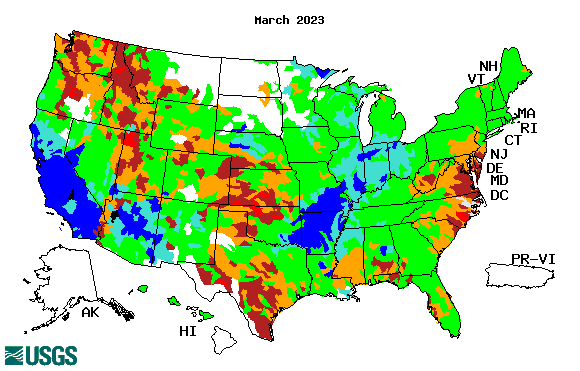 March 2023
NH
VT
MA
RI
CT
NJ
DE
MD
DC
PR-VI
AK
HI
USGS